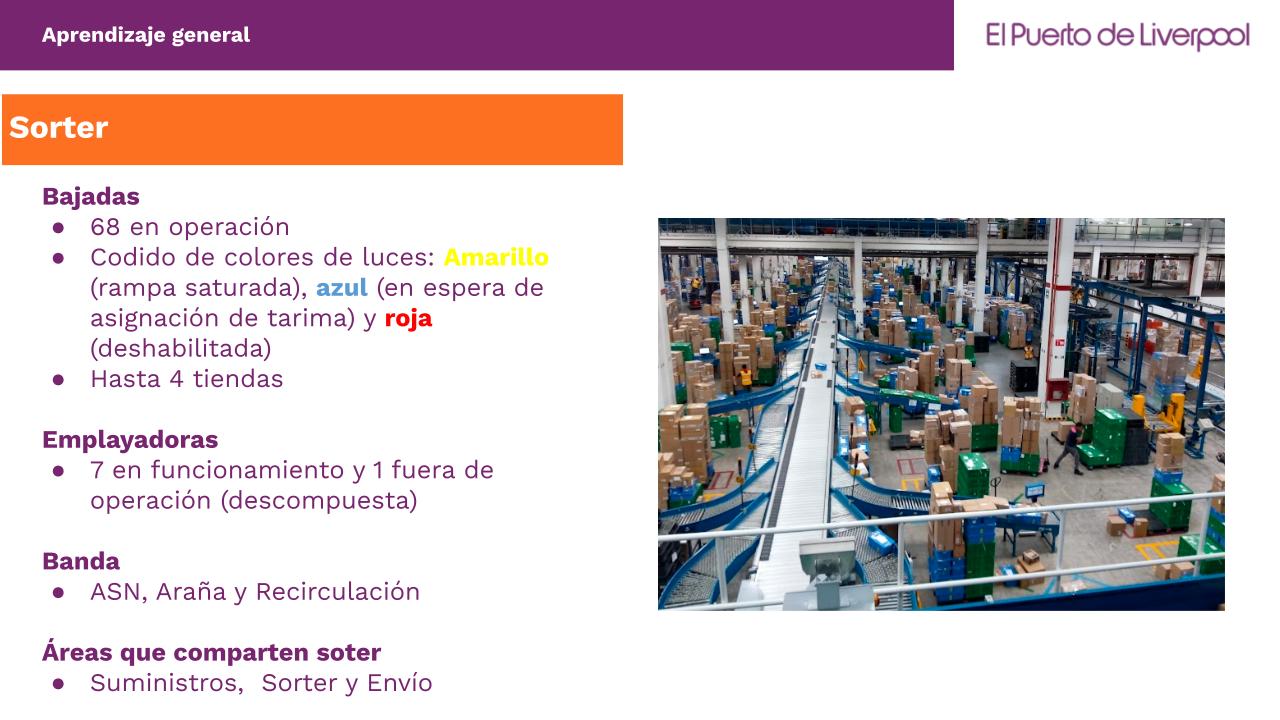 Aprendizaje general
El Puerto de Liverpool
Sorter
Bajadas
● 68 en operación
● Codido de colores de luces: Amarillo
(rampa saturada), azul (en espera de
asignación de tarima) y roja
(deshabilitada)
● Hasta 4 tiendas
Emplayadoras
● 7 en funcionamiento y 1 fuera de
operación (descompuesta)
Banda
● ASN, Araña y Recirculación
Áreas que comparten soter
● Suministros, Sorter y Envío